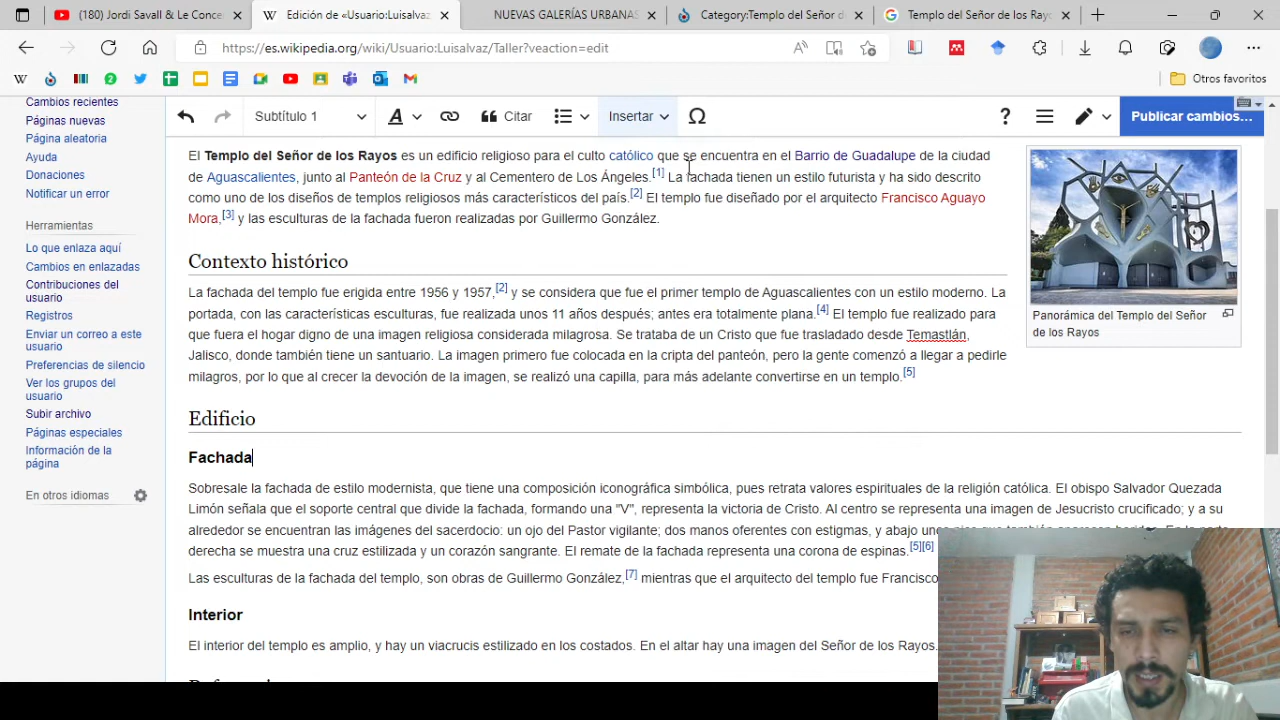 (180) Jordi Savall & Le Conce
Edición de «Usuario:Luisalvaz
NUEVAS GALERÍAS URBANAS
Category:Templo del Señor d
Templo del Señor de los Rayo
https://es.wikipedia.org/wiki/Usuario:Luisalvaz/Taller?veaction=edit
Otros favoritos
Cambios recientes
Páginas nuevas
Página aleatoria
Ayuda
Donaciones
Notificar un error
Herramientas
Lo que enlaza aquí
Cambios en enlazadas
Contribuciones del
usuario
Registros
Enviar un correo a este
usuario
Preferencias de silencio
Ver los grupos del
usuario
Subir archivo
Páginas especiales
Información de la
página
En otros idiomas
Subtítulo 1
A
Citar
Insertar
Ω
?
Publicar cambios...
El Templo del Señor de los Rayos es un edificio religioso para el culto católico que se encuentra en el Barrio de Guadalupe de la ciudad
de Aguascalientes, junto al Panteón de la Cruz y al Cementero de Los Ángeles.[1] La fachada tienen un estilo futurista y ha sido descrito
como uno de los diseños de templos religiosos más característicos del país.[2] El templo fue diseñado por el arquitecto Francisco Aguayo
Mora,[3] y las esculturas de la fachada fueron realizadas por Guillermo González.
Panorámica del Templo del Señor
de los Rayos
Contexto histórico
La fachada del templo fue erigida entre 1956 y 1957,[2] y se considera que fue el primer templo de Aguascalientes con un estilo moderno. La
portada, con las características esculturas, fue realizada unos 11 años después; antes era totalmente plana.[4] El templo fue realizado para
que fuera el hogar digno de una imagen religiosa considerada milagrosa. Se trataba de un Cristo que fue trasladado desde Temastlán,
Jalisco, donde también tiene un santuario. La imagen primero fue colocada en la cripta del panteón, pero la gente comenzó a llegar a pedirle
milagros, por lo que al crecer la devoción de la imagen, se realizó una capilla, para más adelante convertirse en un templo.[5]
Edificio
Fachada
Sobresale la fachada de estilo modernista, que tiene una composición iconográfica simbólica, pues retrata valores espirituales de la religión católica. El obispo Salvador Quezada
Limón señala que el soporte central que divide la fachada, formando una "V", representa la victoria de Cristo. Al centro se representa una imagen de Jesucristo crucificado; y a su
alrededor se encuentran las imágenes del sacerdocio: un ojo del Pastor vigilante; dos manos oferentes con estigmas, y abajo
derecha se muestra una cruz estilizada y un corazón sangrante. El remate de la fachada representa una corona de espinas.[5][6]
Las esculturas de la fachada del templo, son obras de Guillermo González,[7] mientras que el arquitecto del templo fue Francisco
Interior
El interior del templo es amplio, y hay un viacrucis estilizado en los costados. En el altar hay una imagen del Señor de los Rayos.